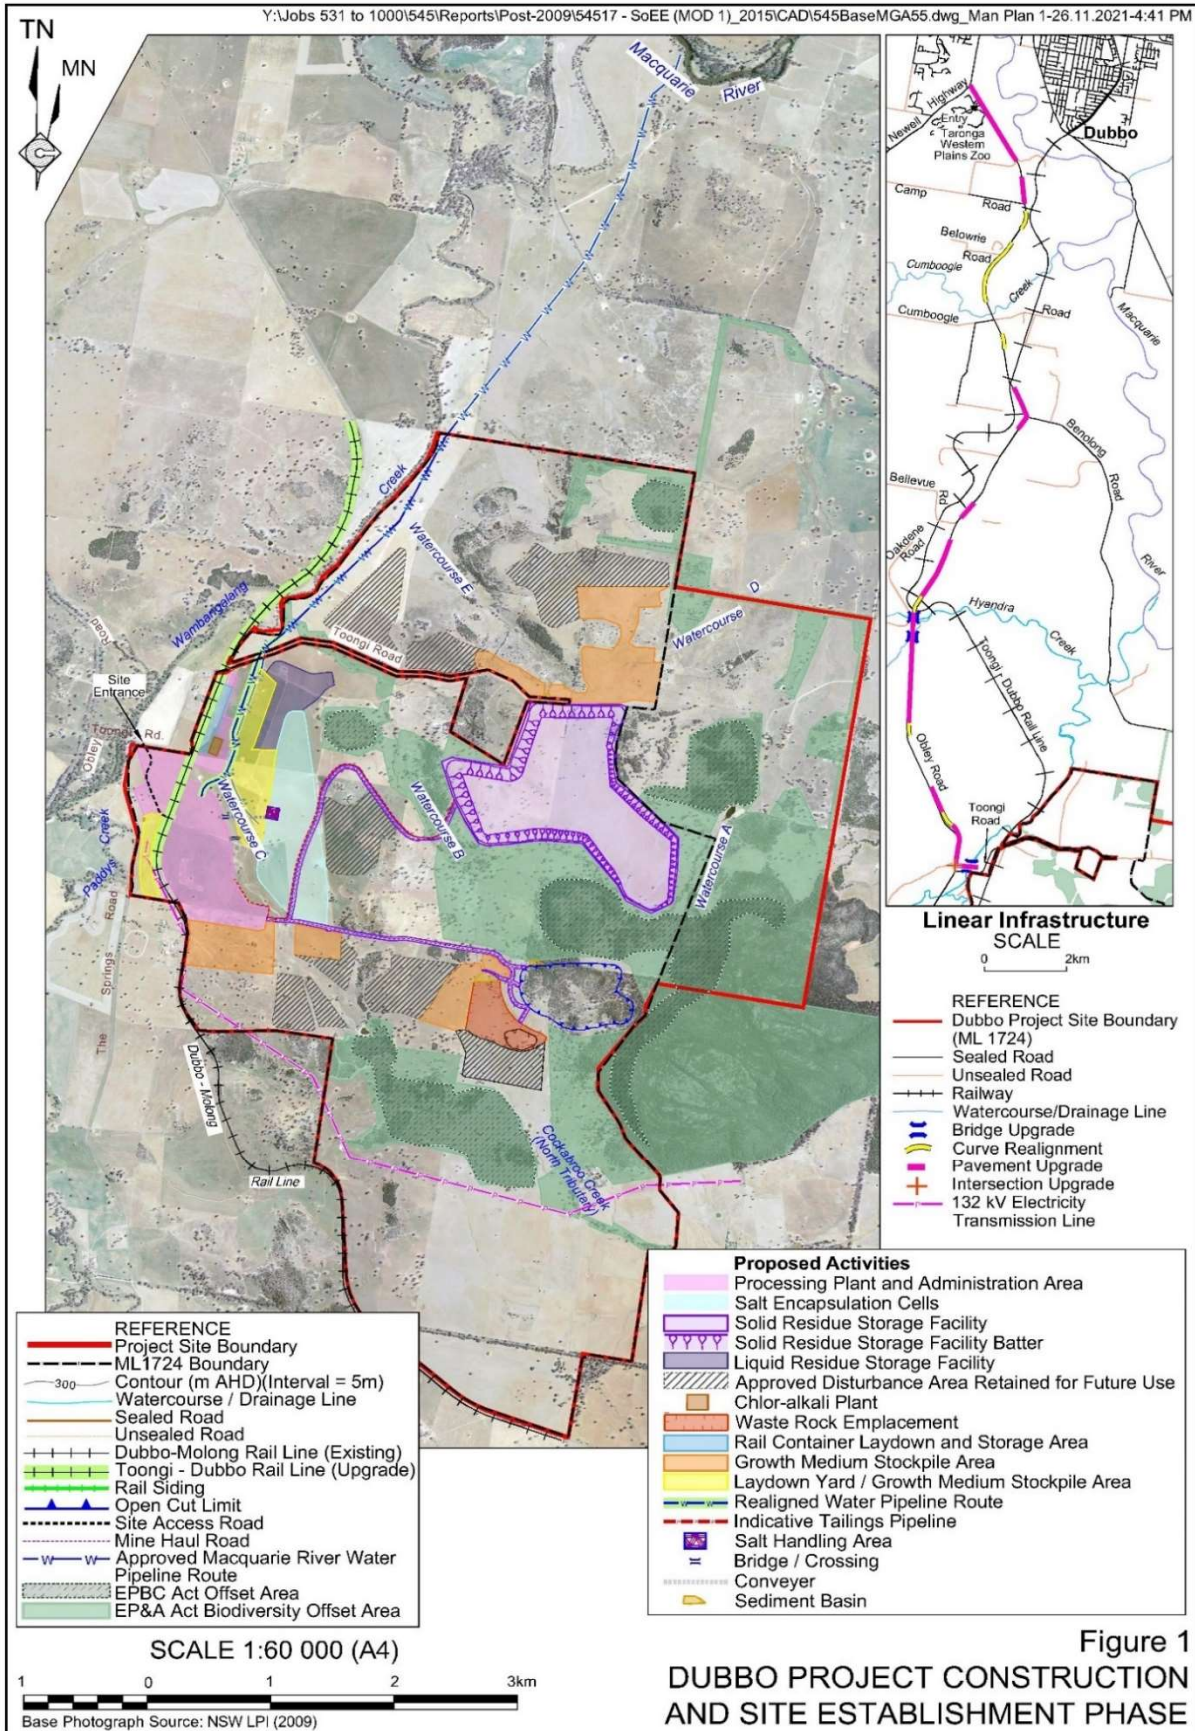 Y:\Jobs 531 to 1000\545\Reports\Post-2009\54517 - SoEE (MOD 1)_2015\CAD\545BaseMGA55.dwg_Man Plan 1-26.11.2021-4:41 PM
TN
MN
Macquarie
River
Creek
Watercourse E
Wambangalang
Toongi Road
Watercourse
D
Road
Obley
Site
Entrance
Toongi Rd.
Watercourse C
Watercourse B
Watercourse A
Paddys
Creek
The
Springs
Road
Dubbo - Molong
Rail Line
Cockabroo Creek
(North Tributary)
Newell
Highway
Entry
Taronga
Western
Plains Zoo
Dubbo
Camp
Road
Belowrie
Road
Cumboogle
Creek
Cumboogle
Road
Macquarie
River
Benolong
Road
Bellevue
Rd
Oakdene
Road
Hyandra
Creek
Toongi - Dubbo Rail Line
Obley Road
Toongi
Road
Linear Infrastructure
SCALE
0 2km
REFERENCE
Dubbo Project Site Boundary
(ML 1724)
Sealed Road
Unsealed Road
Railway
Watercourse/Drainage Line
Bridge Upgrade
Curve Realignment
Pavement Upgrade
Intersection Upgrade
132 kV Electricity
Transmission Line
Proposed Activities
Processing Plant and Administration Area
Salt Encapsulation Cells
Solid Residue Storage Facility
Solid Residue Storage Facility Batter
Liquid Residue Storage Facility
Approved Disturbance Area Retained for Future Use
Chlor-alkali Plant
Waste Rock Emplacement
Rail Container Laydown and Storage Area
Growth Medium Stockpile Area
Laydown Yard / Growth Medium Stockpile Area
Realigned Water Pipeline Route
Indicative Tailings Pipeline
Salt Handling Area
Bridge / Crossing
Conveyer
Sediment Basin
REFERENCE
Project Site Boundary
ML1724 Boundary
300 Contour (m AHD)(Interval = 5m)
Watercourse / Drainage Line
Sealed Road
Unsealed Road
Dubbo-Molong Rail Line (Existing)
Toongi - Dubbo Rail Line (Upgrade)
Rail Siding
Open Cut Limit
Site Access Road
Mine Haul Road
W W Approved Macquarie River Water
Pipeline Route
EPBC Act Offset Area
EP&A Act Biodiversity Offset Area
SCALE 1:60 000 (A4)
1 0 1 2 3km
Base Photograph Source: NSW LPI (2009)
Figure 1
DUBBO PROJECT CONSTRUCTION
AND SITE ESTABLISHMENT PHASE